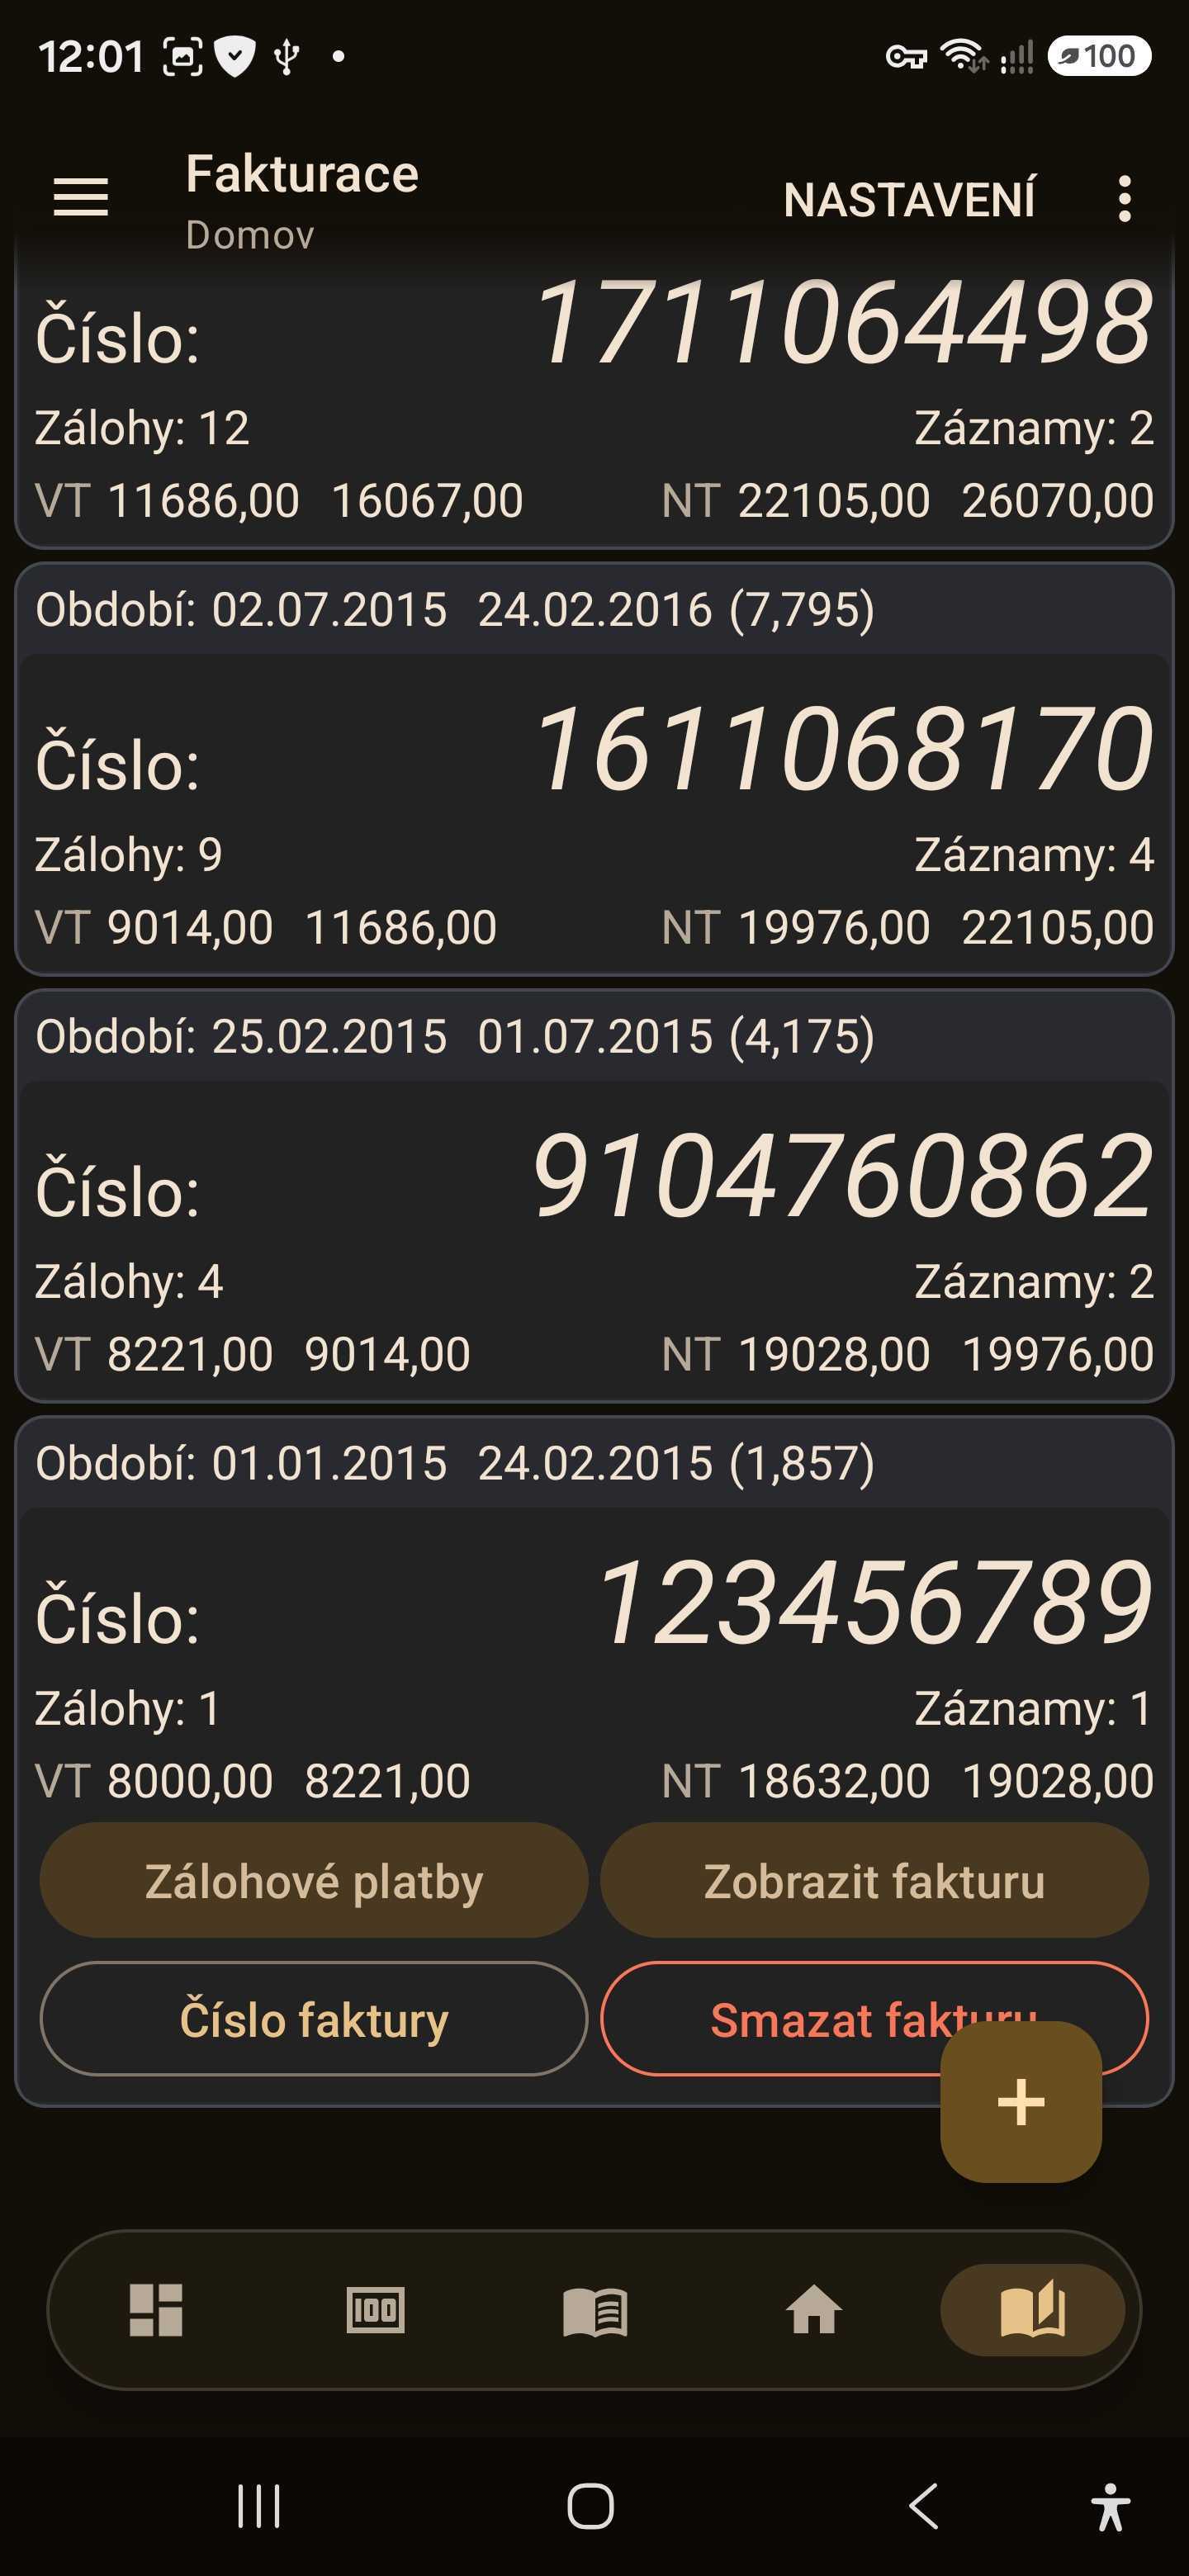 12:01
100
Fakturace
Domov
NASTAVENÍ
Číslo: 1711064498
Zálohy: 12 Záznamy: 2
VT 11686,00 16067,00 NT 22105,00 26070,00
Období: 02.07.2015 24.02.2016 (7,795)
Číslo: 1611068170
Zálohy: 9 Záznamy: 4
VT 9014,00 11686,00 NT 19976,00 22105,00
Období: 25.02.2015 01.07.2015 (4,175)
Číslo: 9104760862
Zálohy: 4 Záznamy: 2
VT 8221,00 9014,00 NT 19028,00 19976,00
Období: 01.01.2015 24.02.2015 (1,857)
Číslo: 123456789
Zálohy: 1 Záznamy: 1
VT 8000,00 8221,00 NT 18632,00 19028,00
Zálohové platby Zobrazit fakturu
Číslo faktury Smazat fakturu
+
100